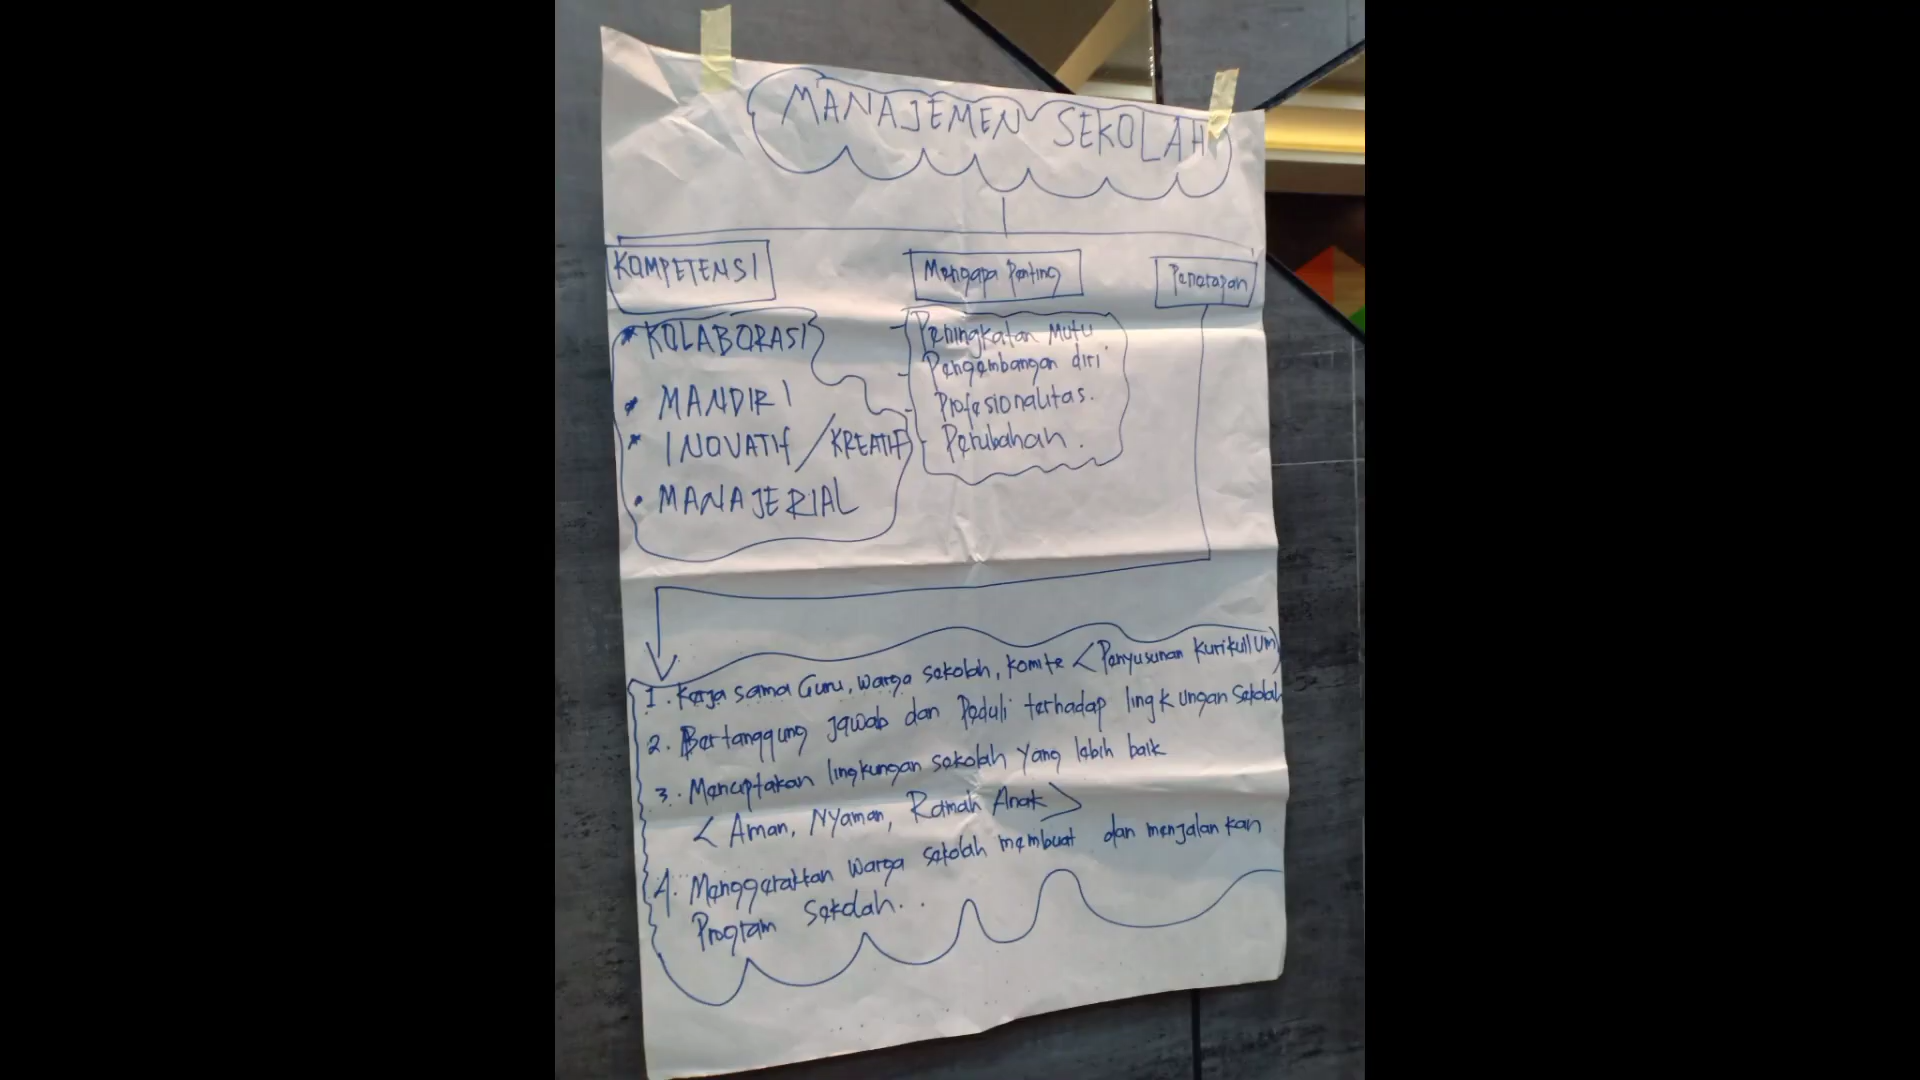 MANAJEMEN SEKOLAH
KOMPETENSI
* KOLABORASI
* MANDIRI
* INOVATIF / KREATIF
• MANAJERIAL
Mengapa Penting
- Peningkatan Mutu
- Pengembangan diri
- Profesionalitas.
- Perubahan.
Penerapan
1. Kerja sama Guru, warga sekolah, komite < Penyusunan Kurikullum>
2. Bertanggung jawab dan Peduli terhadap lingkungan Sekolah
3. Menciptakan lingkungan sekolah yang lebih baik
< Aman, Nyaman, Ramah Anak >
4. Menggerakkan warga sekolah membuat dan menjalankan
Program Sekolah..